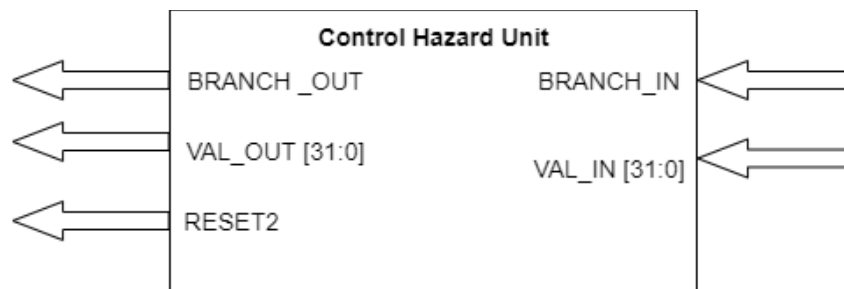 Control Hazard Unit
BRANCH _OUT
BRANCH_IN
VAL_OUT [31:0]
VAL_IN [31:0]
RESET2